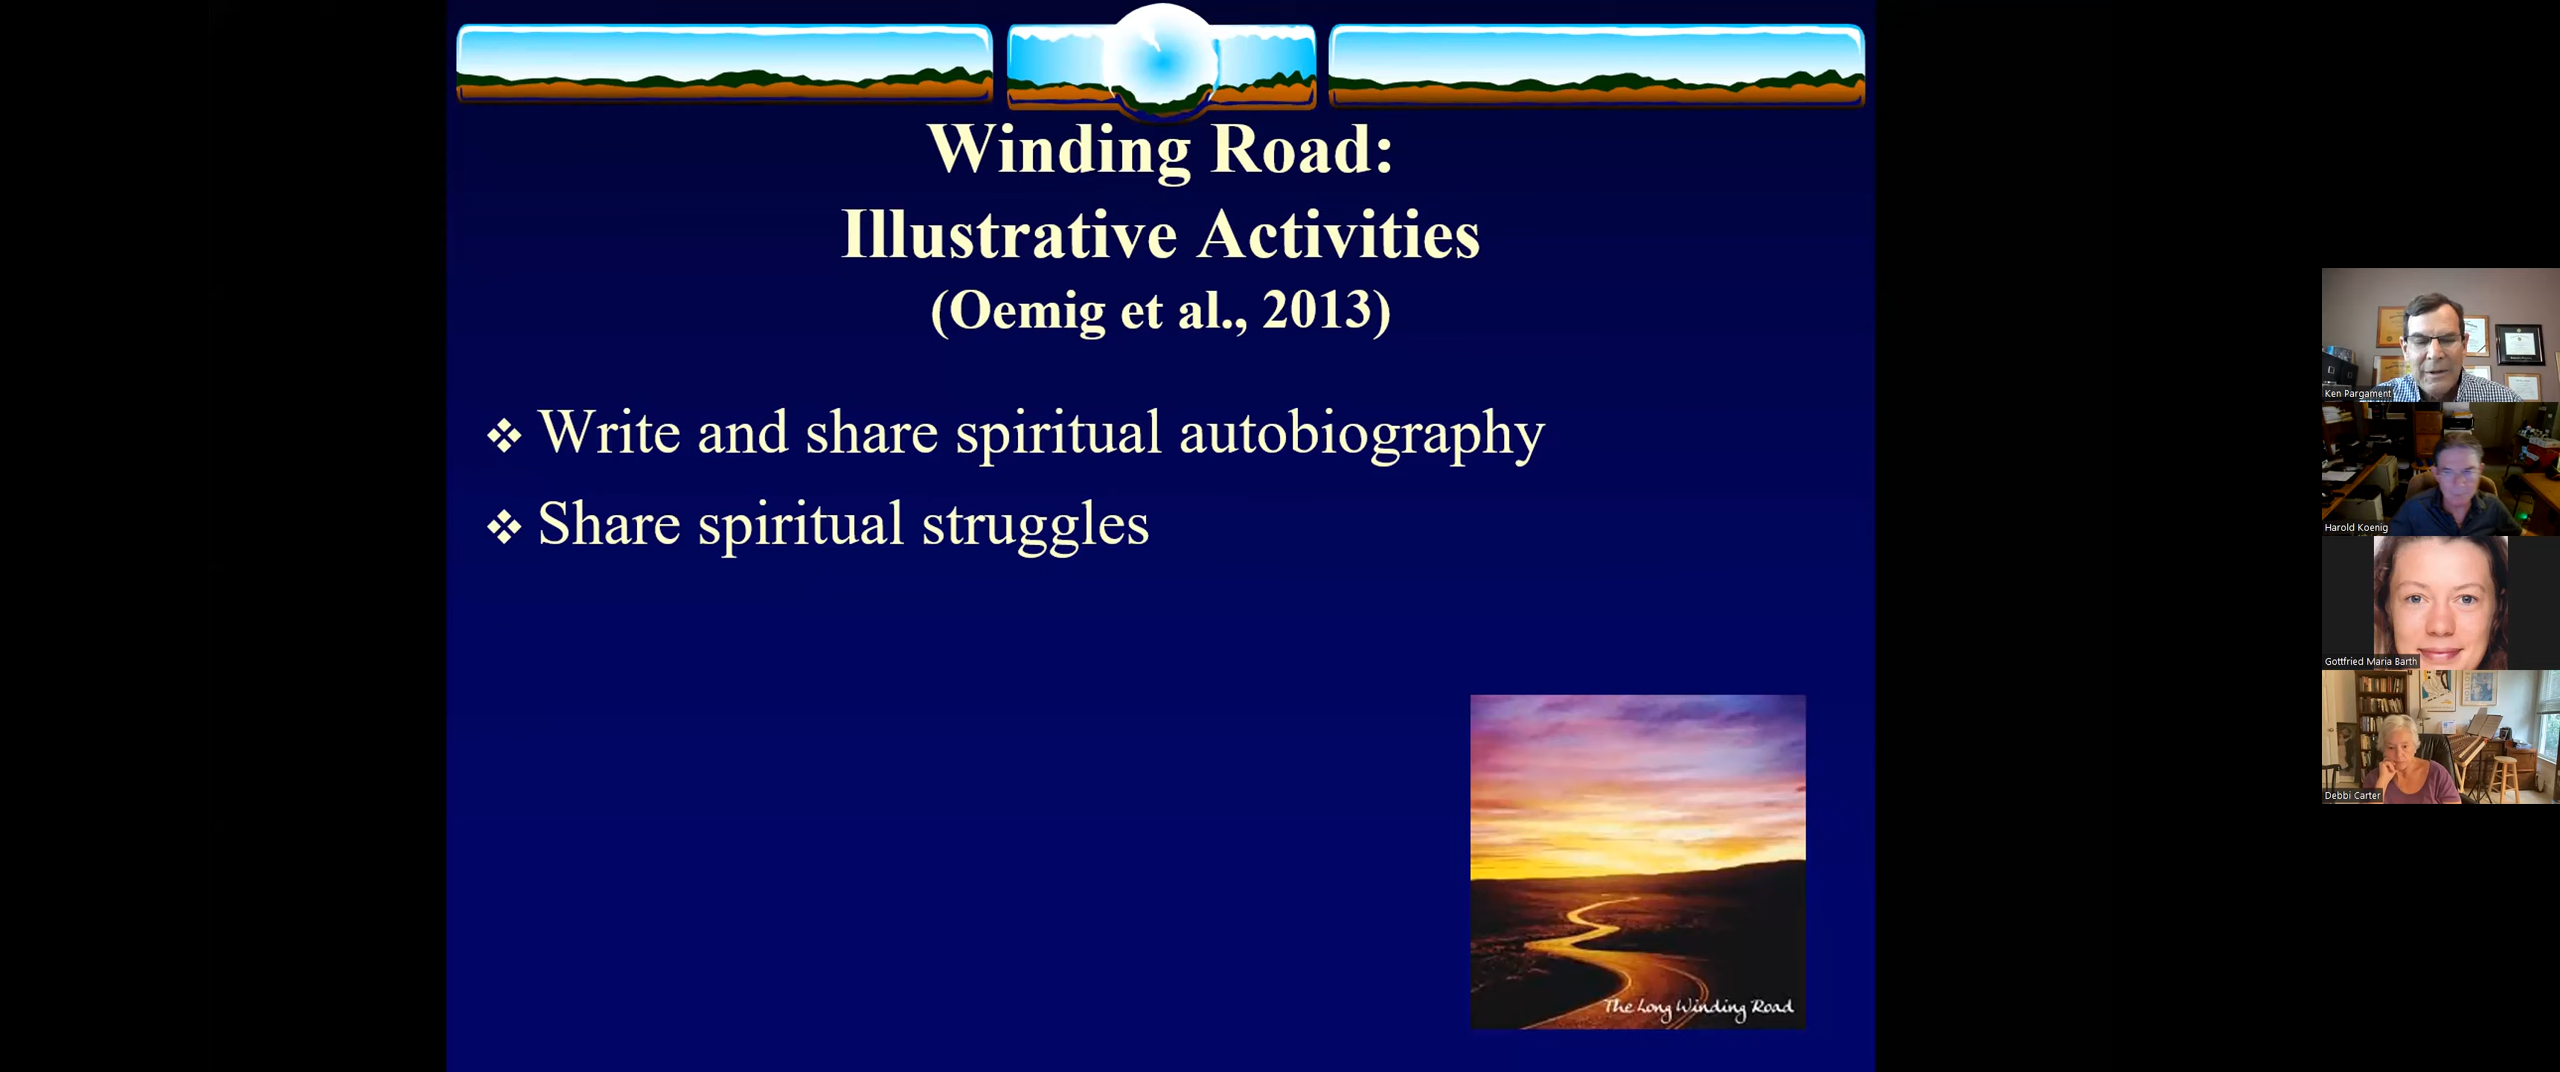 Winding Road:
Illustrative Activities
(Oemig et al., 2013)
❖ Write and share spiritual autobiography
❖ Share spiritual struggles
The Long Winding Road
Ken Pargament
Harold Koenig
Gottfried Maria Barth
Debbi Carter